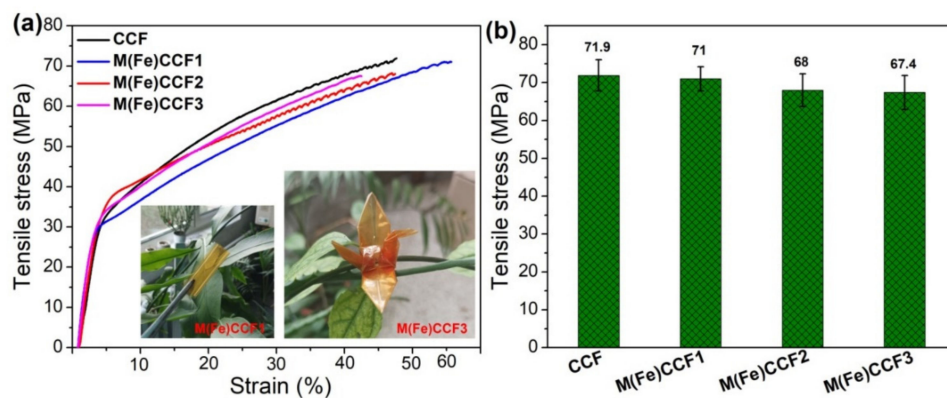 (a)
CCF
M(Fe)CCF1
M(Fe)CCF2
M(Fe)CCF3
80
70
60
50
40
30
20
10
0
Tensile stress (MPa)
M(Fe)CCF1
M(Fe)CCF3
10 20 30 40 50 60
Strain (%)
(b)
80
70
60
50
40
30
20
10
0
Tensile stress (MPa)
71.9
71
68
67.4
CCF
M(Fe)CCF1
M(Fe)CCF2
M(Fe)CCF3